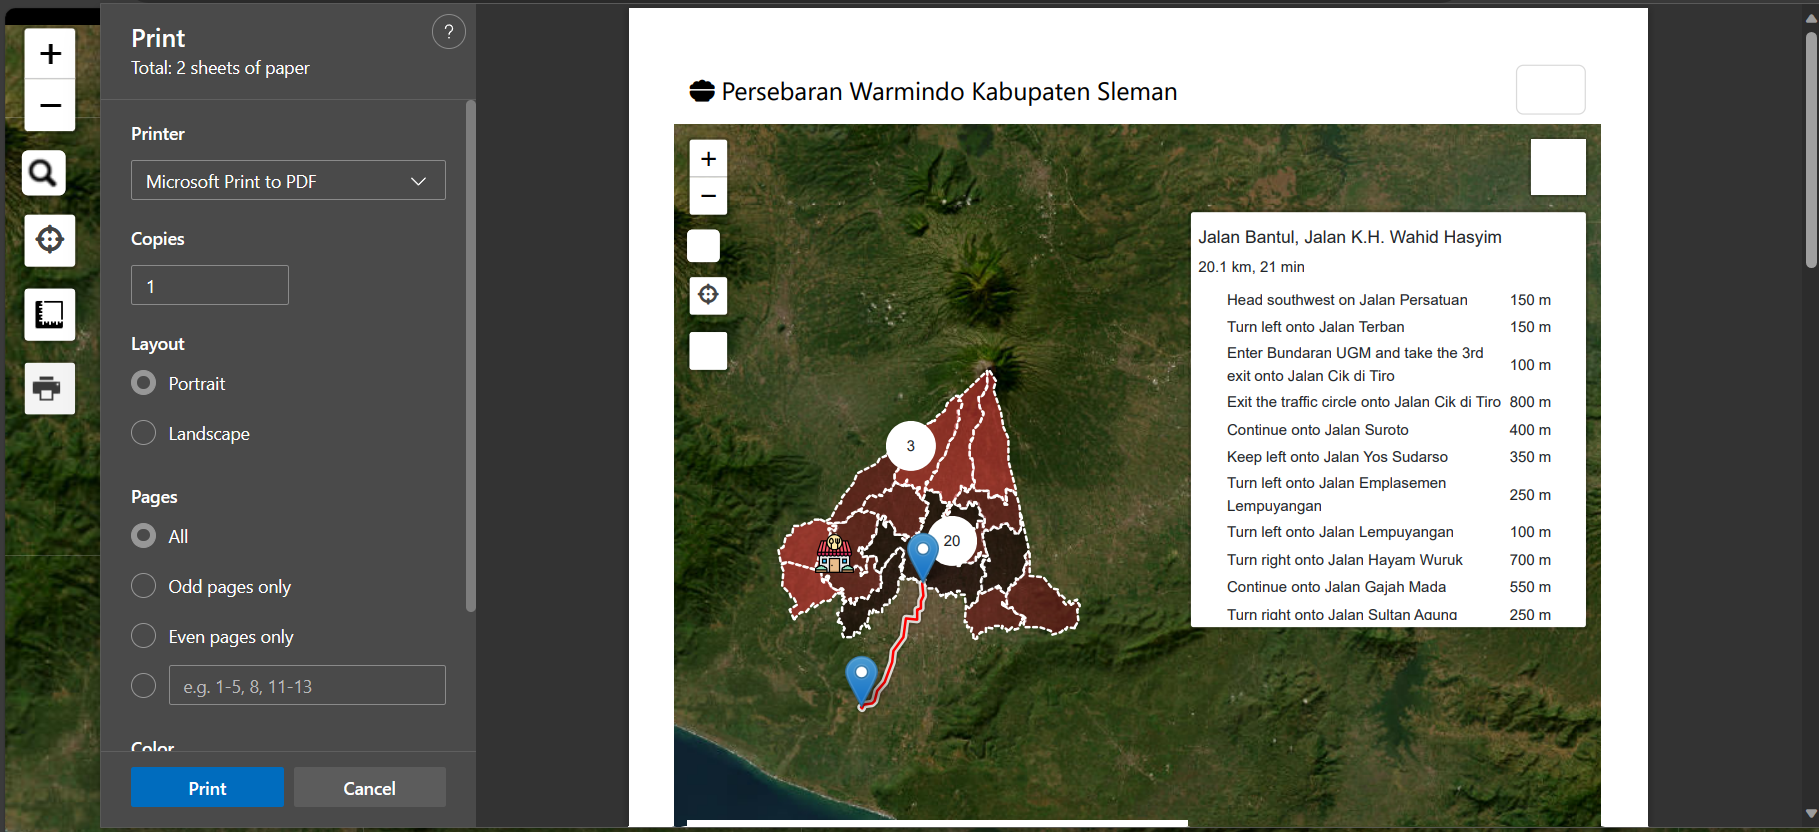 +
−
Print
?
Total: 2 sheets of paper
Printer
Microsoft Print to PDF
Copies
1
Layout
Portrait
Landscape
Pages
All
Odd pages only
Even pages only
e.g. 1-5, 8, 11-13
Color
Print
Cancel
Persebaran Warmindo Kabupaten Sleman
+
−
3
20
Jalan Bantul, Jalan K.H. Wahid Hasyim
20.1 km, 21 min
Head southwest on Jalan Persatuan 150 m
Turn left onto Jalan Terban 150 m
Enter Bundaran UGM and take the 3rd
exit onto Jalan Cik di Tiro 100 m
Exit the traffic circle onto Jalan Cik di Tiro 800 m
Continue onto Jalan Suroto 400 m
Keep left onto Jalan Yos Sudarso 350 m
Turn left onto Jalan Emplasemen
Lempuyangan 250 m
Turn left onto Jalan Lempuyangan 100 m
Turn right onto Jalan Hayam Wuruk 700 m
Continue onto Jalan Gajah Mada 550 m
Turn right onto Jalan Sultan Agung 250 m